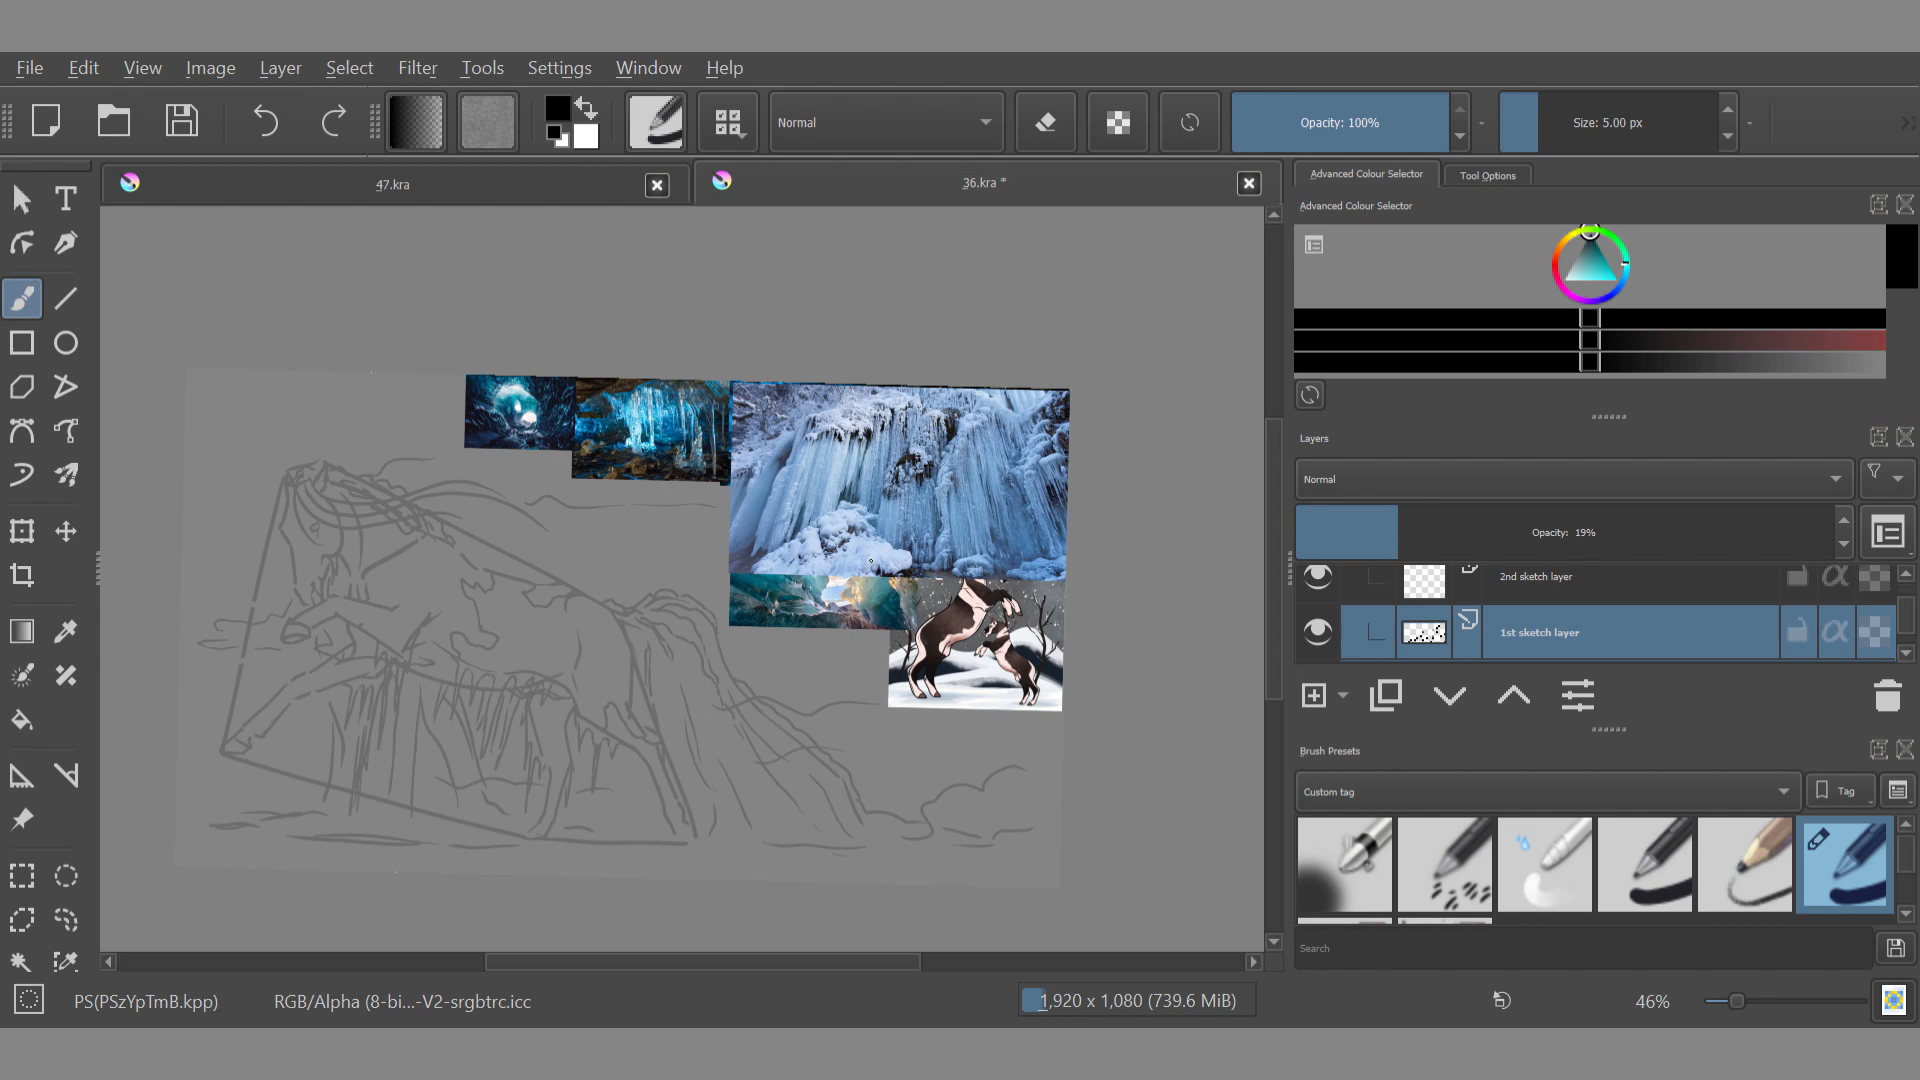 File Edit View Image Layer Select Filter Tools Settings Window Help
Normal
Opacity: 100%
Size: 5.00 px
47.kra
36.kra *
Advanced Colour Selector
Tool Options
Advanced Colour Selector
Layers
Normal
Opacity: 19%
2nd sketch layer
1st sketch layer
Brush Presets
Custom tag
Tag
Search
PS(PSzYpTmB.kpp)
RGB/Alpha (8-bi...-V2-srgbtrc.icc
1,920 x 1,080 (739.6 MiB)
46%